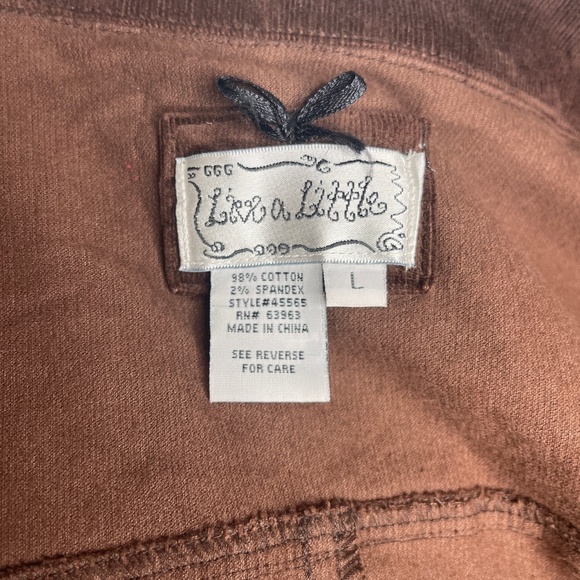 Live a Little
L
98% COTTON
2% SPANDEX
STYLE#45565
RN# 63963
MADE IN CHINA
SEE REVERSE
FOR CARE